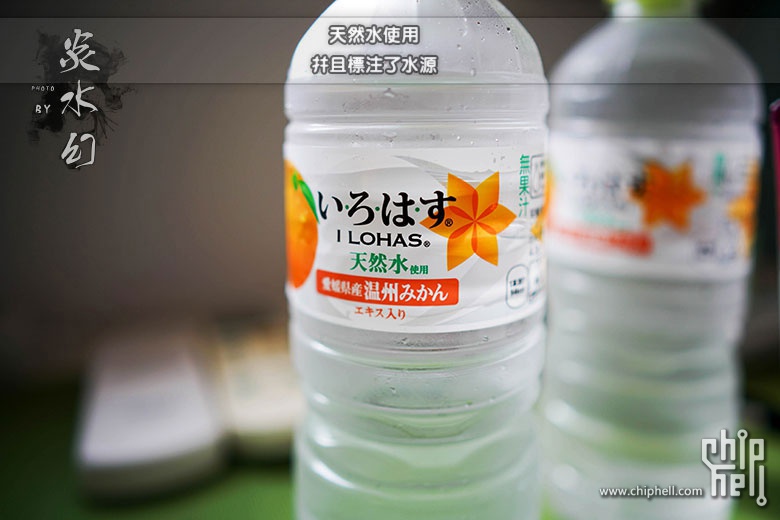 天然水使用
并且標注了水源
炎水幻
PHOTO
BY
い・ろ・は・す®
I LOHAS®
天然水使用
愛媛県産 温州みかん
エキス入り
無果汁
chip
hell
www.chiphell.com